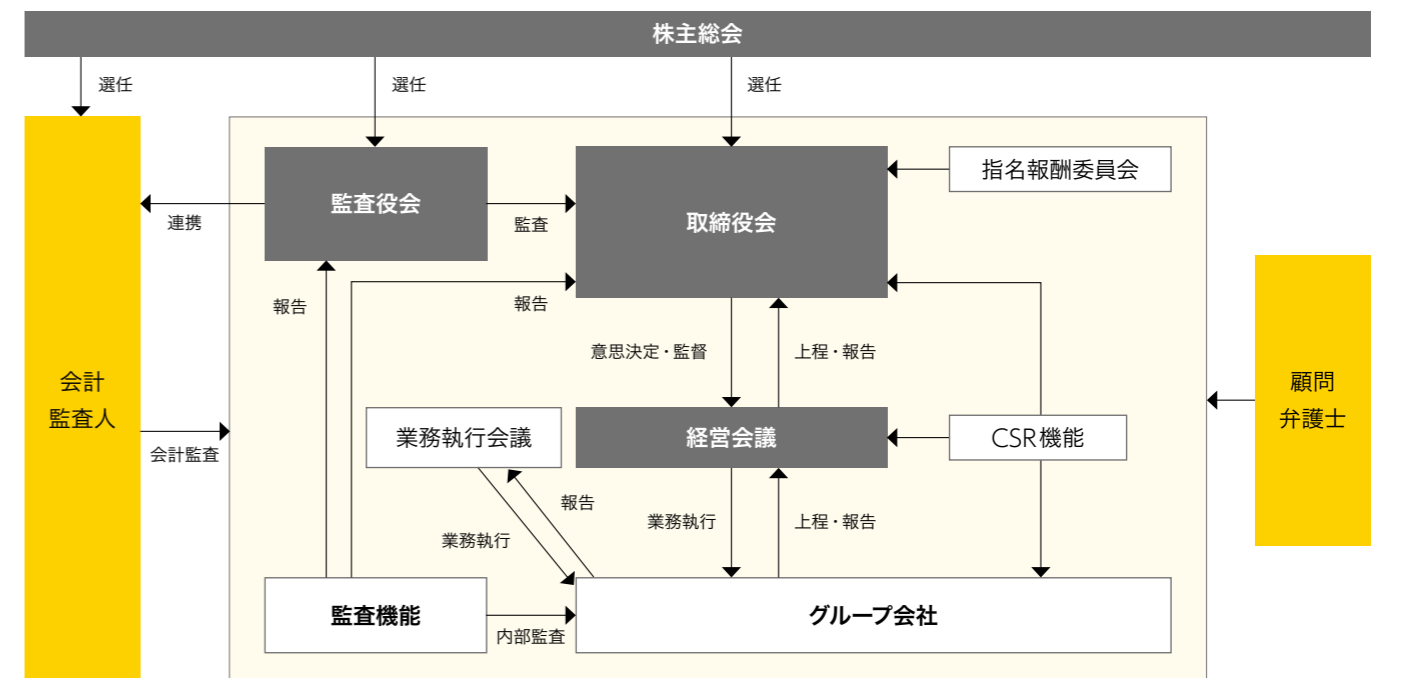 株主総会
選任
選任
選任
指名報酬委員会
監査役会
取締役会
連携
監査
報告
報告
意思決定・監督
上程・報告
会計
監査人
顧問
弁護士
業務執行会議
経営会議
CSR機能
会計監査
報告
業務執行
上程・報告
業務執行
監査機能
グループ会社
内部監査